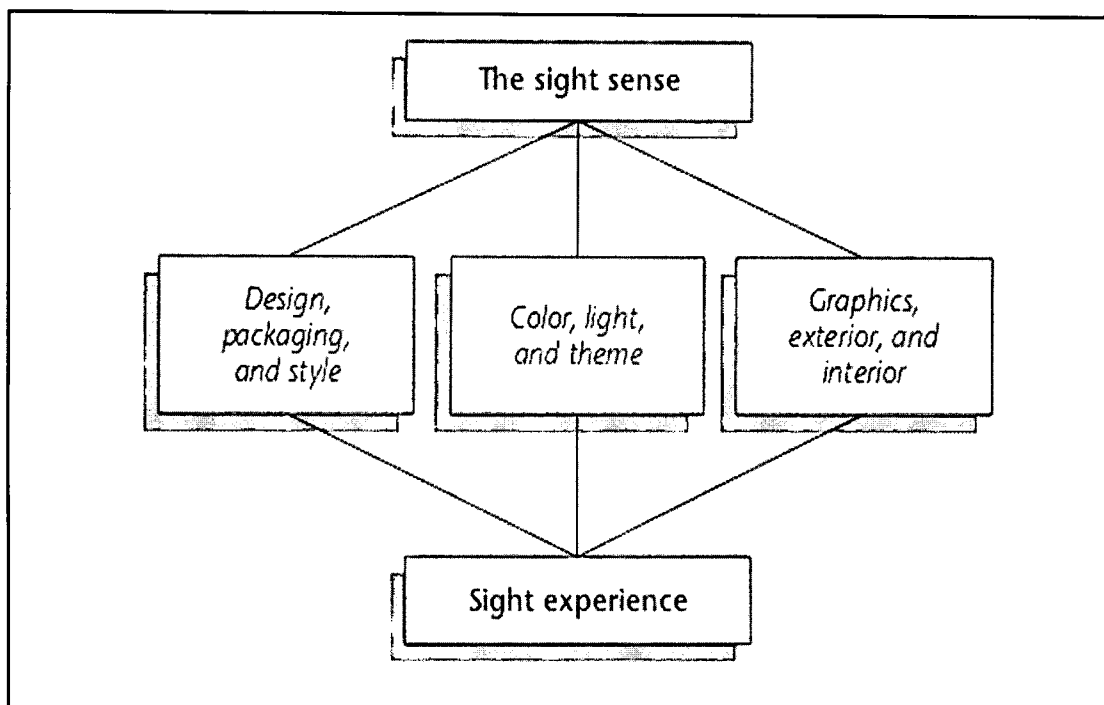 The sight sense
Design,
packaging,
and style
Color, light,
and theme
Graphics,
exterior, and
interior
Sight experience